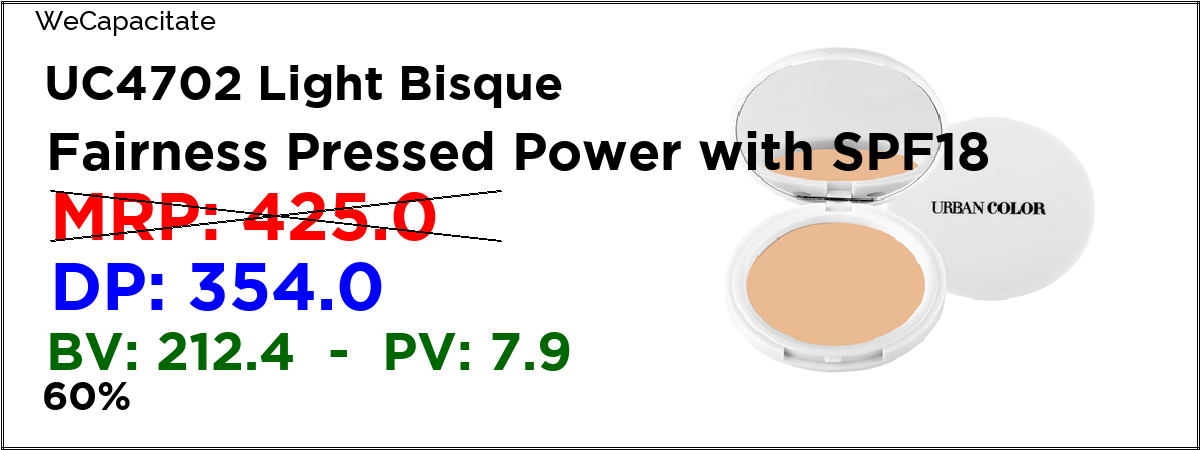 WeCapacitate
UC4702 Light Bisque
Fairness Pressed Power with SPF18
MRP: 425.0
URBAN COLOR
DP: 354.0
BV: 212.4 - PV: 7.9
60%